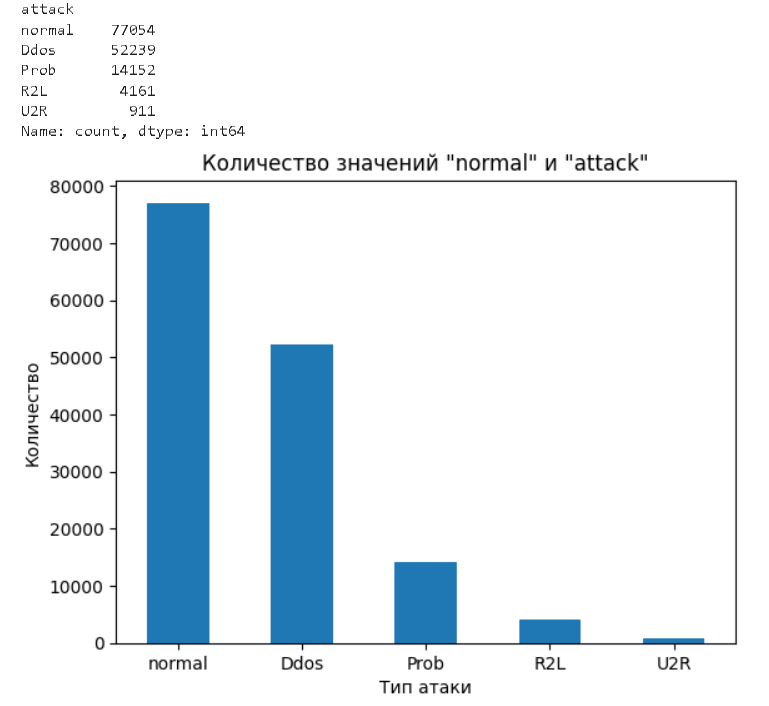 attack
normal 77054
Ddos 52239
Prob 14152
R2L 4161
U2R 911
Name: count, dtype: int64
Количество значений "normal" и "attack"
80000
70000
60000
50000
40000
30000
20000
10000
0
Количество
normal Ddos Prob R2L U2R
Тип атаки